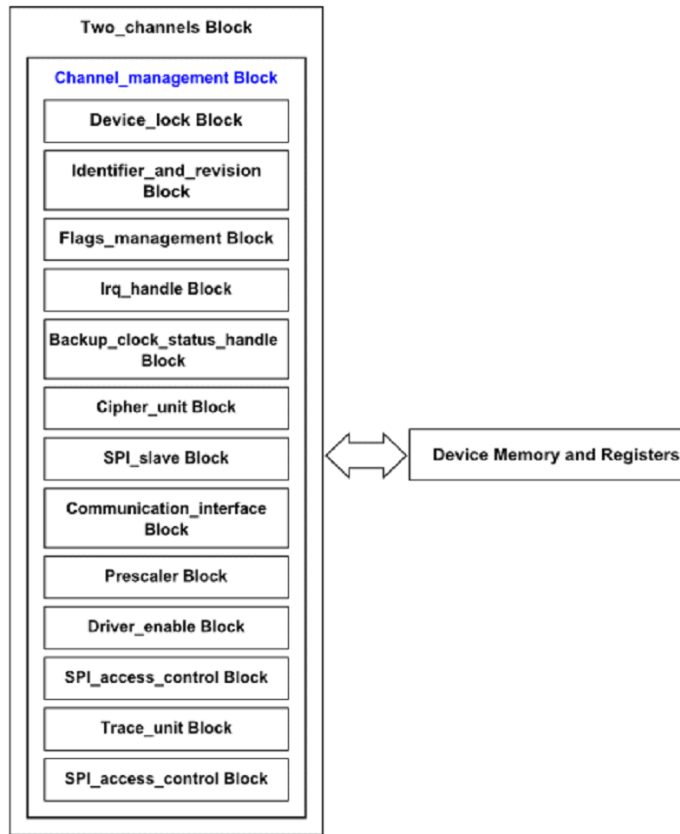 Two_channels Block
Channel_management Block
Device_lock Block
Identifier_and_revision
Block
Flags_management Block
Irq_handle Block
Backup_clock_status_handle
Block
Cipher_unit Block
SPI_slave Block
Device Memory and Registers
Communication_interface
Block
Prescaler Block
Driver_enable Block
SPI_access_control Block
Trace_unit Block
SPI_access_control Block